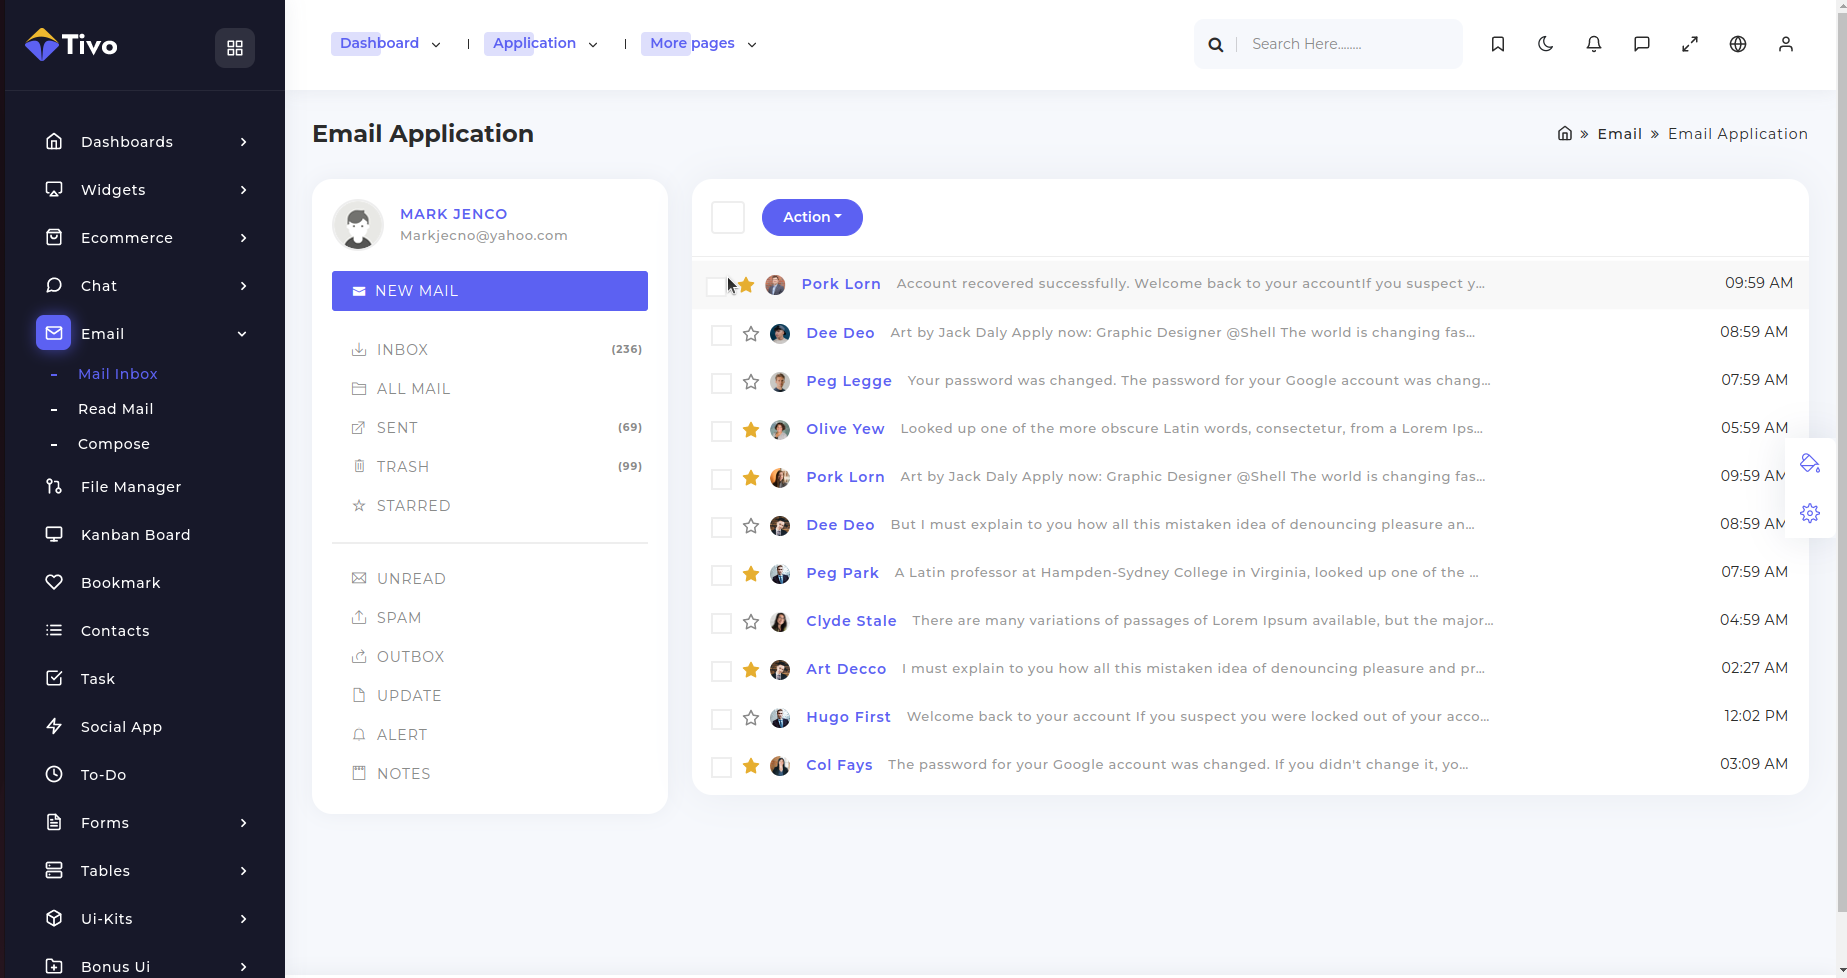 Tivo
Dashboards
Widgets
Ecommerce
Chat
Email
- Mail Inbox
- Read Mail
- Compose
File Manager
Kanban Board
Bookmark
Contacts
Task
Social App
To-Do
Forms
Tables
Ui-Kits
Bonus Ui
Dashboard | Application | More pages
Search Here........
Email Application
» Email » Email Application
MARK JENCO
Markjecno@yahoo.com
NEW MAIL
INBOX (236)
ALL MAIL
SENT (69)
TRASH (99)
STARRED
UNREAD
SPAM
OUTBOX
UPDATE
ALERT
NOTES
Action
Pork Lorn Account recovered successfully. Welcome back to your accountIf you suspect y... 09:59 AM
Dee Deo Art by Jack Daly Apply now: Graphic Designer @Shell The world is changing fas... 08:59 AM
Peg Legge Your password was changed. The password for your Google account was chang... 07:59 AM
Olive Yew Looked up one of the more obscure Latin words, consectetur, from a Lorem Ips... 05:59 AM
Pork Lorn Art by Jack Daly Apply now: Graphic Designer @Shell The world is changing fas... 09:59 AM
Dee Deo But I must explain to you how all this mistaken idea of denouncing pleasure an... 08:59 AM
Peg Park A Latin professor at Hampden-Sydney College in Virginia, looked up one of the ... 07:59 AM
Clyde Stale There are many variations of passages of Lorem Ipsum available, but the major... 04:59 AM
Art Decco I must explain to you how all this mistaken idea of denouncing pleasure and pr... 02:27 AM
Hugo First Welcome back to your account If you suspect you were locked out of your acco... 12:02 PM
Col Fays The password for your Google account was changed. If you didn't change it, yo... 03:09 AM